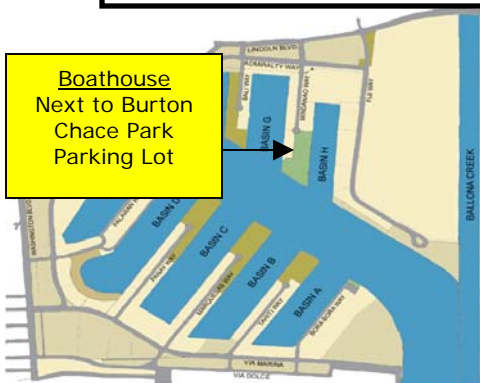 LINCOLN BLVD
ADMIRALTY WAY
Boathouse
Next to Burton
Chace Park
Parking Lot
BALI WAY
MINDANAO WAY
FIJI WAY
BASIN G
BASIN H
BALLONA CREEK
WASHINGTON BLVD
PALAWAN
BASIN D
PANAY WAY
BASIN C
MARQUESAS WAY
BASIN B
TAHITI WAY
BASIN A
BORA BORA WAY
VIA MARINA
VIA DOLCE